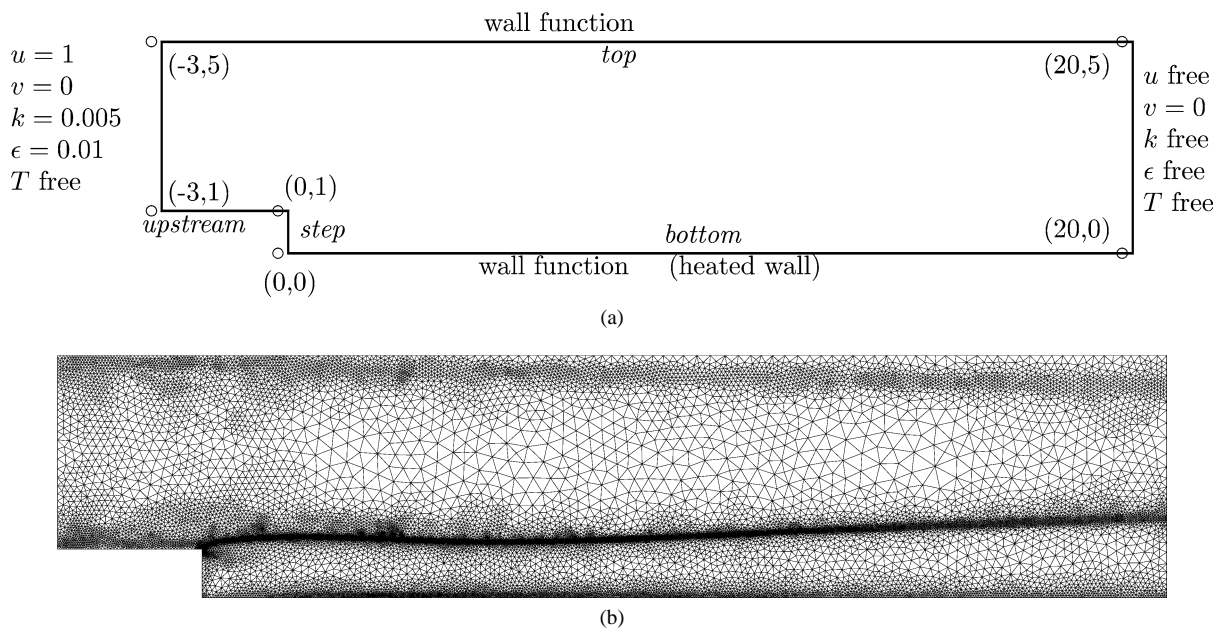 wall function
top
u = 1
v = 0
k = 0.005
ϵ = 0.01
T free
(-3,5)
(20,5)
u free
v = 0
k free
ϵ free
T free
(-3,1)
(0,1)
upstream
step
bottom
(20,0)
wall function (heated wall)
(0,0)
(a)
(b)